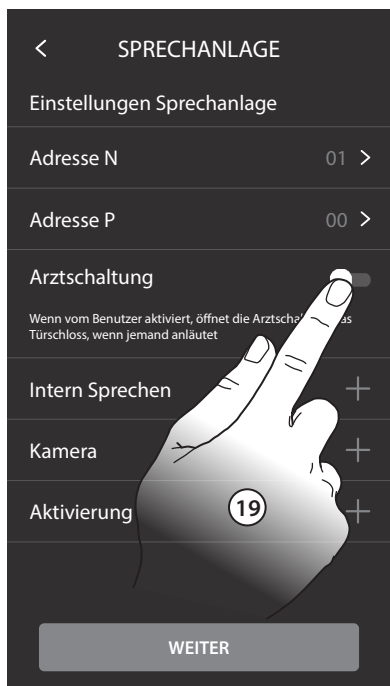 SPRECHANLAGE
Einstellungen Sprechanlage
Adresse N 01
Adresse P 00
Arztschaltung
Wenn vom Benutzer aktiviert, öffnet die
Türschloss, wenn jemand anläutet
Intern Sprechen
Kamera
Aktivierung
19
WEITER